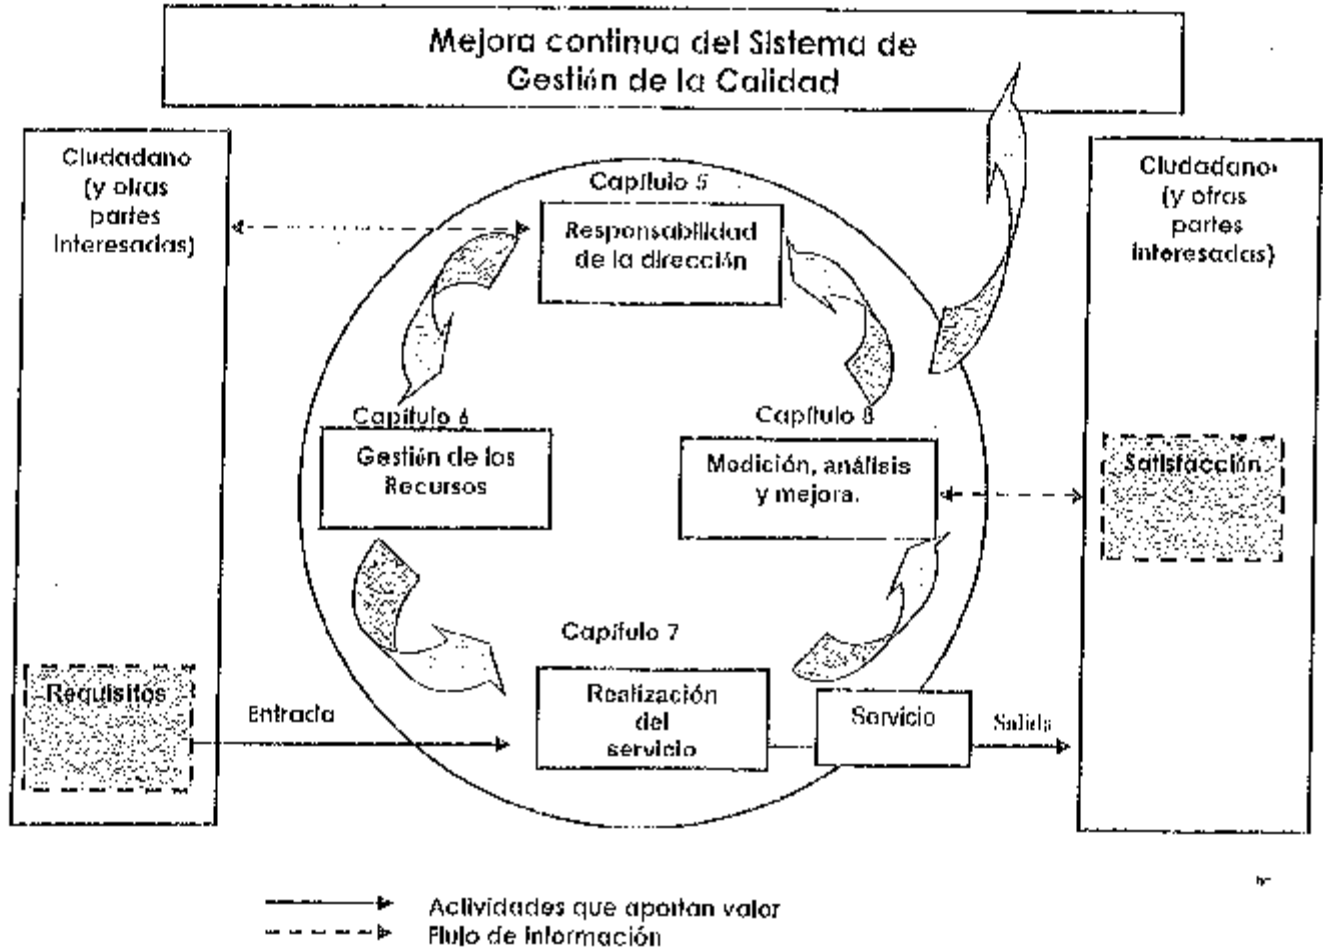 Mejora continua del Sistema de
Gestión de la Calidad
Ciudadano
(y otras
partes
Interesadas)
Capítulo 5
Responsabilidad
de la dirección
Ciudadano
(y otras
partes
interesadas)
Capítulo 6
Gestión de los
Recursos
Capítulo 8
Medición, análisis
y mejora.
Satisfacción
Capítulo 7
Requisitos
Entrada
Realización
del
servicio
Servicio
Salida
Actividades que aportan valor
Flujo de información